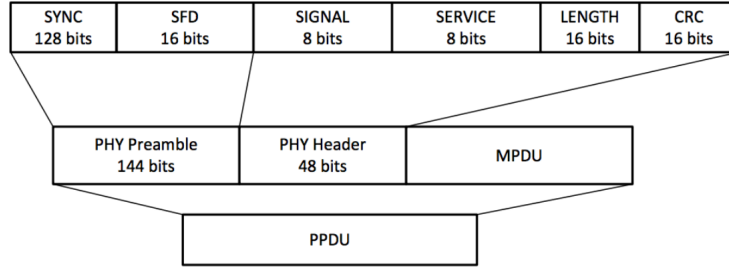 SYNC
128 bits
SFD
16 bits
SIGNAL
8 bits
SERVICE
8 bits
LENGTH
16 bits
CRC
16 bits
PHY Preamble
144 bits
PHY Header
48 bits
MPDU
PPDU